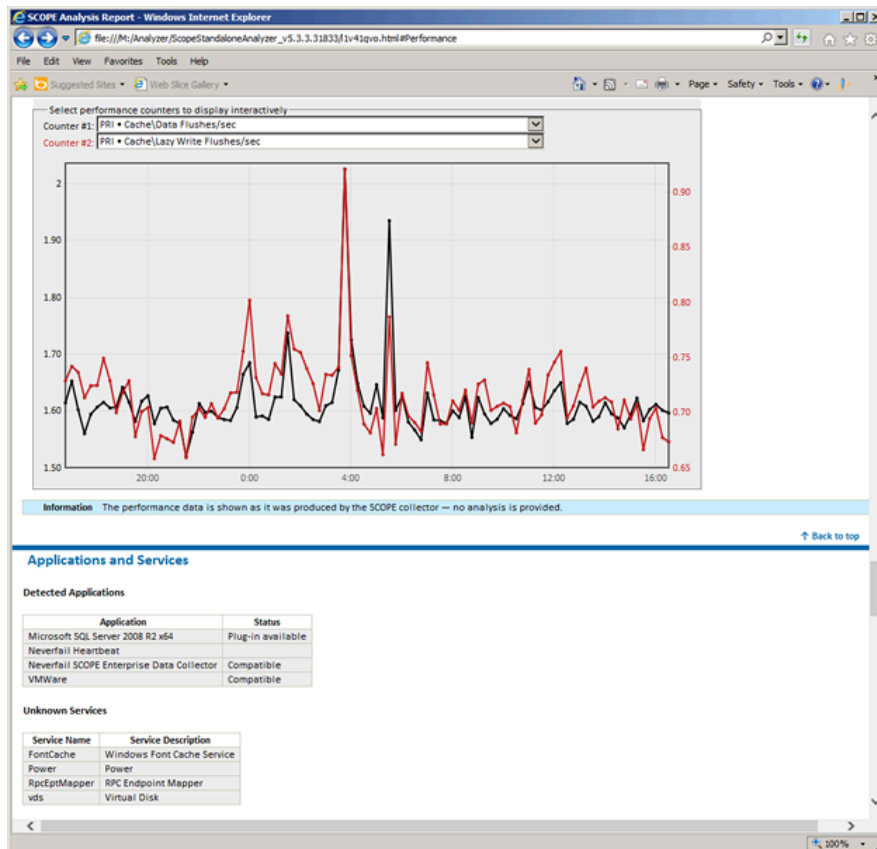 SCOPE Analysis Report - Windows Internet Explorer
file:///M:/Analyzer/ScopeStandaloneAnalyzer_v5.3.3.31833/l1v41qvo.html#Performance
File Edit View Favorites Tools Help
Suggested Sites Web Slice Gallery Page Safety Tools
Select performance counters to display interactively
Counter #1: PRI • Cache\Data Flushes/sec
Counter #2: PRI • Cache\Lazy Write Flushes/sec
2
0.90
1.90
0.85
1.80
0.80
1.70
0.75
1.60
0.70
1.50
0.65
20:00 0:00 4:00 8:00 12:00 16:00
Information The performance data is shown as it was produced by the SCOPE collector — no analysis is provided.
↑ Back to top
Applications and Services
Detected Applications
Application Status
Microsoft SQL Server 2008 R2 x64 Plug-in available
Neverfail Heartbeat
Neverfail SCOPE Enterprise Data Collector Compatible
VMWare Compatible
Unknown Services
Service Name Service Description
FontCache Windows Font Cache Service
Power Power
RpcEptMapper RPC Endpoint Mapper
vds Virtual Disk
100%